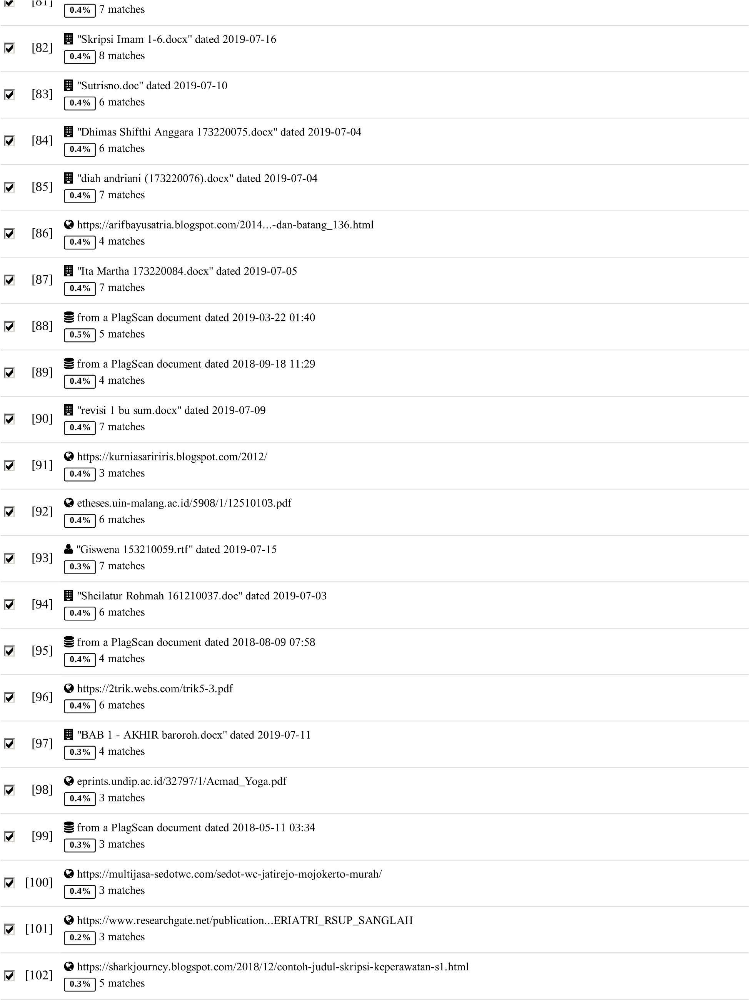 [81]
0.4% 7 matches
[82] "Skripsi Imam 1-6.docx" dated 2019-07-16
0.4% 8 matches
[83] "Sutrisno.doc" dated 2019-07-10
0.4% 6 matches
[84] "Dhimas Shifthi Anggara 173220075.docx" dated 2019-07-04
0.4% 6 matches
[85] "diah andriani (173220076).docx" dated 2019-07-04
0.4% 7 matches
[86] https://arifbayusatria.blogspot.com/2014...-dan-batang_136.html
0.4% 4 matches
[87] "Ita Martha 173220084.docx" dated 2019-07-05
0.4% 7 matches
[88] from a PlagScan document dated 2019-03-22 01:40
0.5% 5 matches
[89] from a PlagScan document dated 2018-09-18 11:29
0.4% 4 matches
[90] "revisi 1 bu sum.docx" dated 2019-07-09
0.4% 7 matches
[91] https://kurniasaririris.blogspot.com/2012/
0.4% 3 matches
[92] etheses.uin-malang.ac.id/5908/1/12510103.pdf
0.4% 6 matches
[93] "Giswena 153210059.rtf" dated 2019-07-15
0.3% 7 matches
[94] "Sheilatur Rohmah 161210037.doc" dated 2019-07-03
0.4% 6 matches
[95] from a PlagScan document dated 2018-08-09 07:58
0.4% 4 matches
[96] https://2trik.webs.com/trik5-3.pdf
0.4% 6 matches
[97] "BAB 1 - AKHIR baroroh.docx" dated 2019-07-11
0.3% 4 matches
[98] eprints.undip.ac.id/32797/1/Acmad_Yoga.pdf
0.4% 3 matches
[99] from a PlagScan document dated 2018-05-11 03:34
0.3% 3 matches
[100] https://multijasa-sedotwc.com/sedot-wc-jatirejo-mojokerto-murah/
0.4% 3 matches
[101] https://www.researchgate.net/publication...ERIATRI_RSUP_SANGLAH
0.2% 3 matches
[102] https://sharkjourney.blogspot.com/2018/12/contoh-judul-skripsi-keperawatan-s1.html
0.3% 5 matches